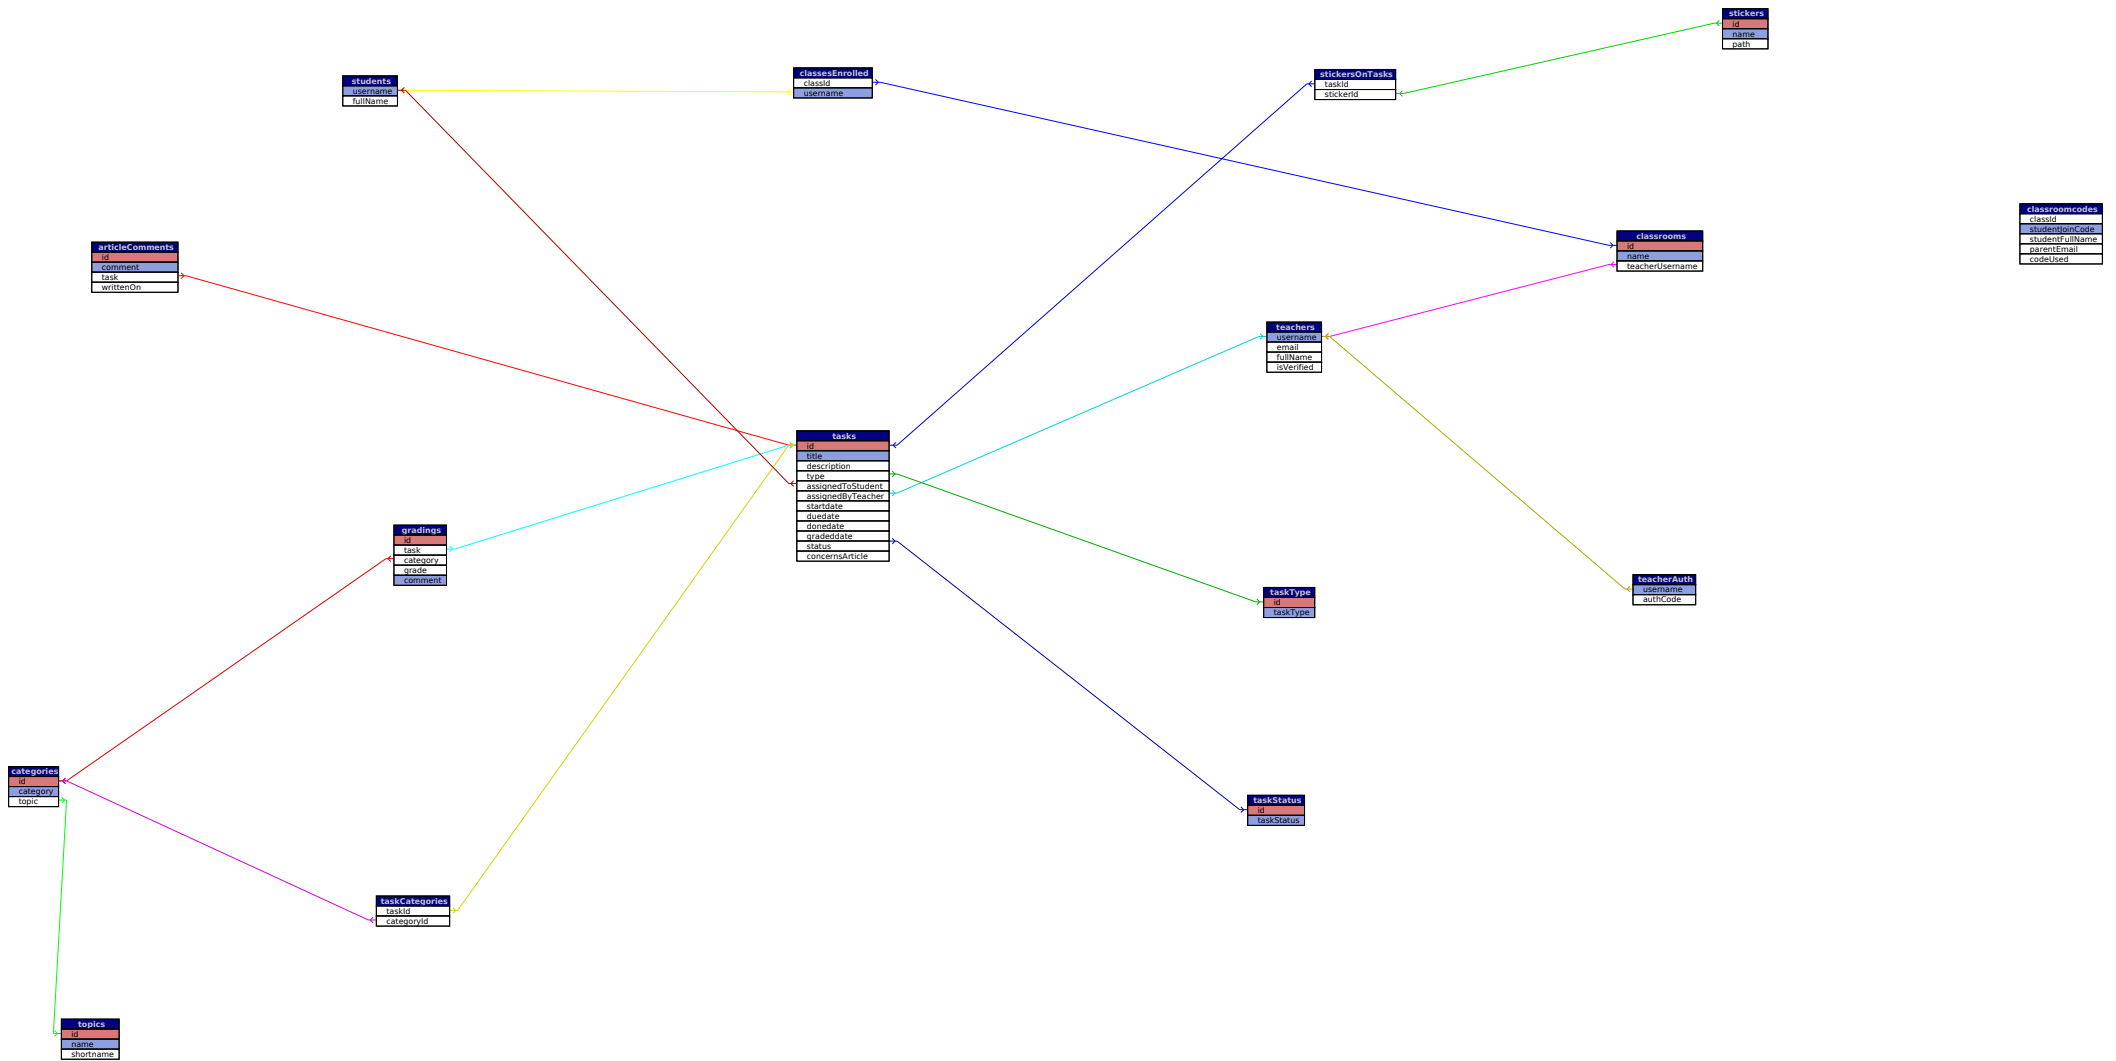 stickers
id
name
path
students
username
fullName
classesEnrolled
classId
username
stickersOnTasks
taskId
stickerId
classroomcodes
classId
studentJoinCode
studentFullName
parentEmail
codeUsed
articleComments
id
comment
task
writtenOn
classrooms
id
name
teacherUsername
teachers
username
email
fullName
isVerified
tasks
id
title
description
type
assignedToStudent
assignedByTeacher
startdate
duedate
donedate
gradeddate
status
concernsArticle
gradings
id
task
category
grade
comment
taskType
id
taskType
teacherAuth
username
authCode
categories
id
category
topic
taskStatus
id
taskStatus
taskCategories
taskId
categoryId
topics
id
name
shortname